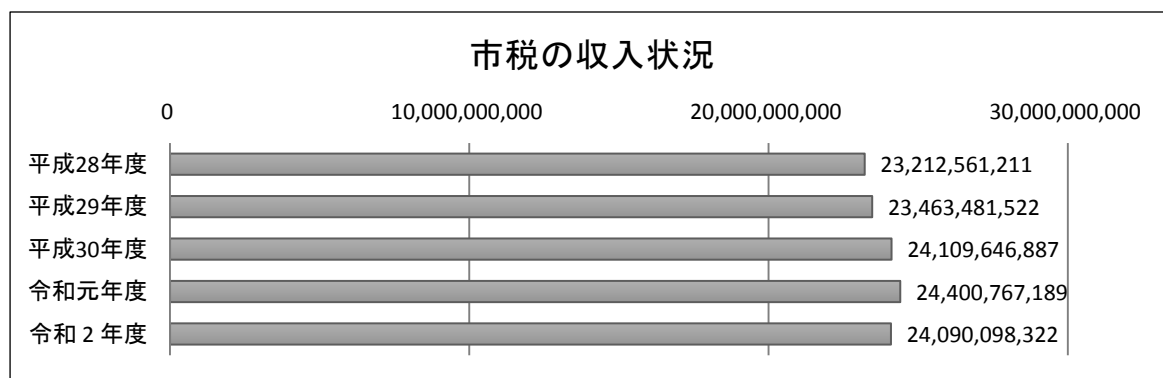 市税の収入状況
0 10,000,000,000 20,000,000,000 30,000,000,000
平成28年度 23,212,561,211
平成29年度 23,463,481,522
平成30年度 24,109,646,887
令和元年度 24,400,767,189
令和２年度 24,090,098,322